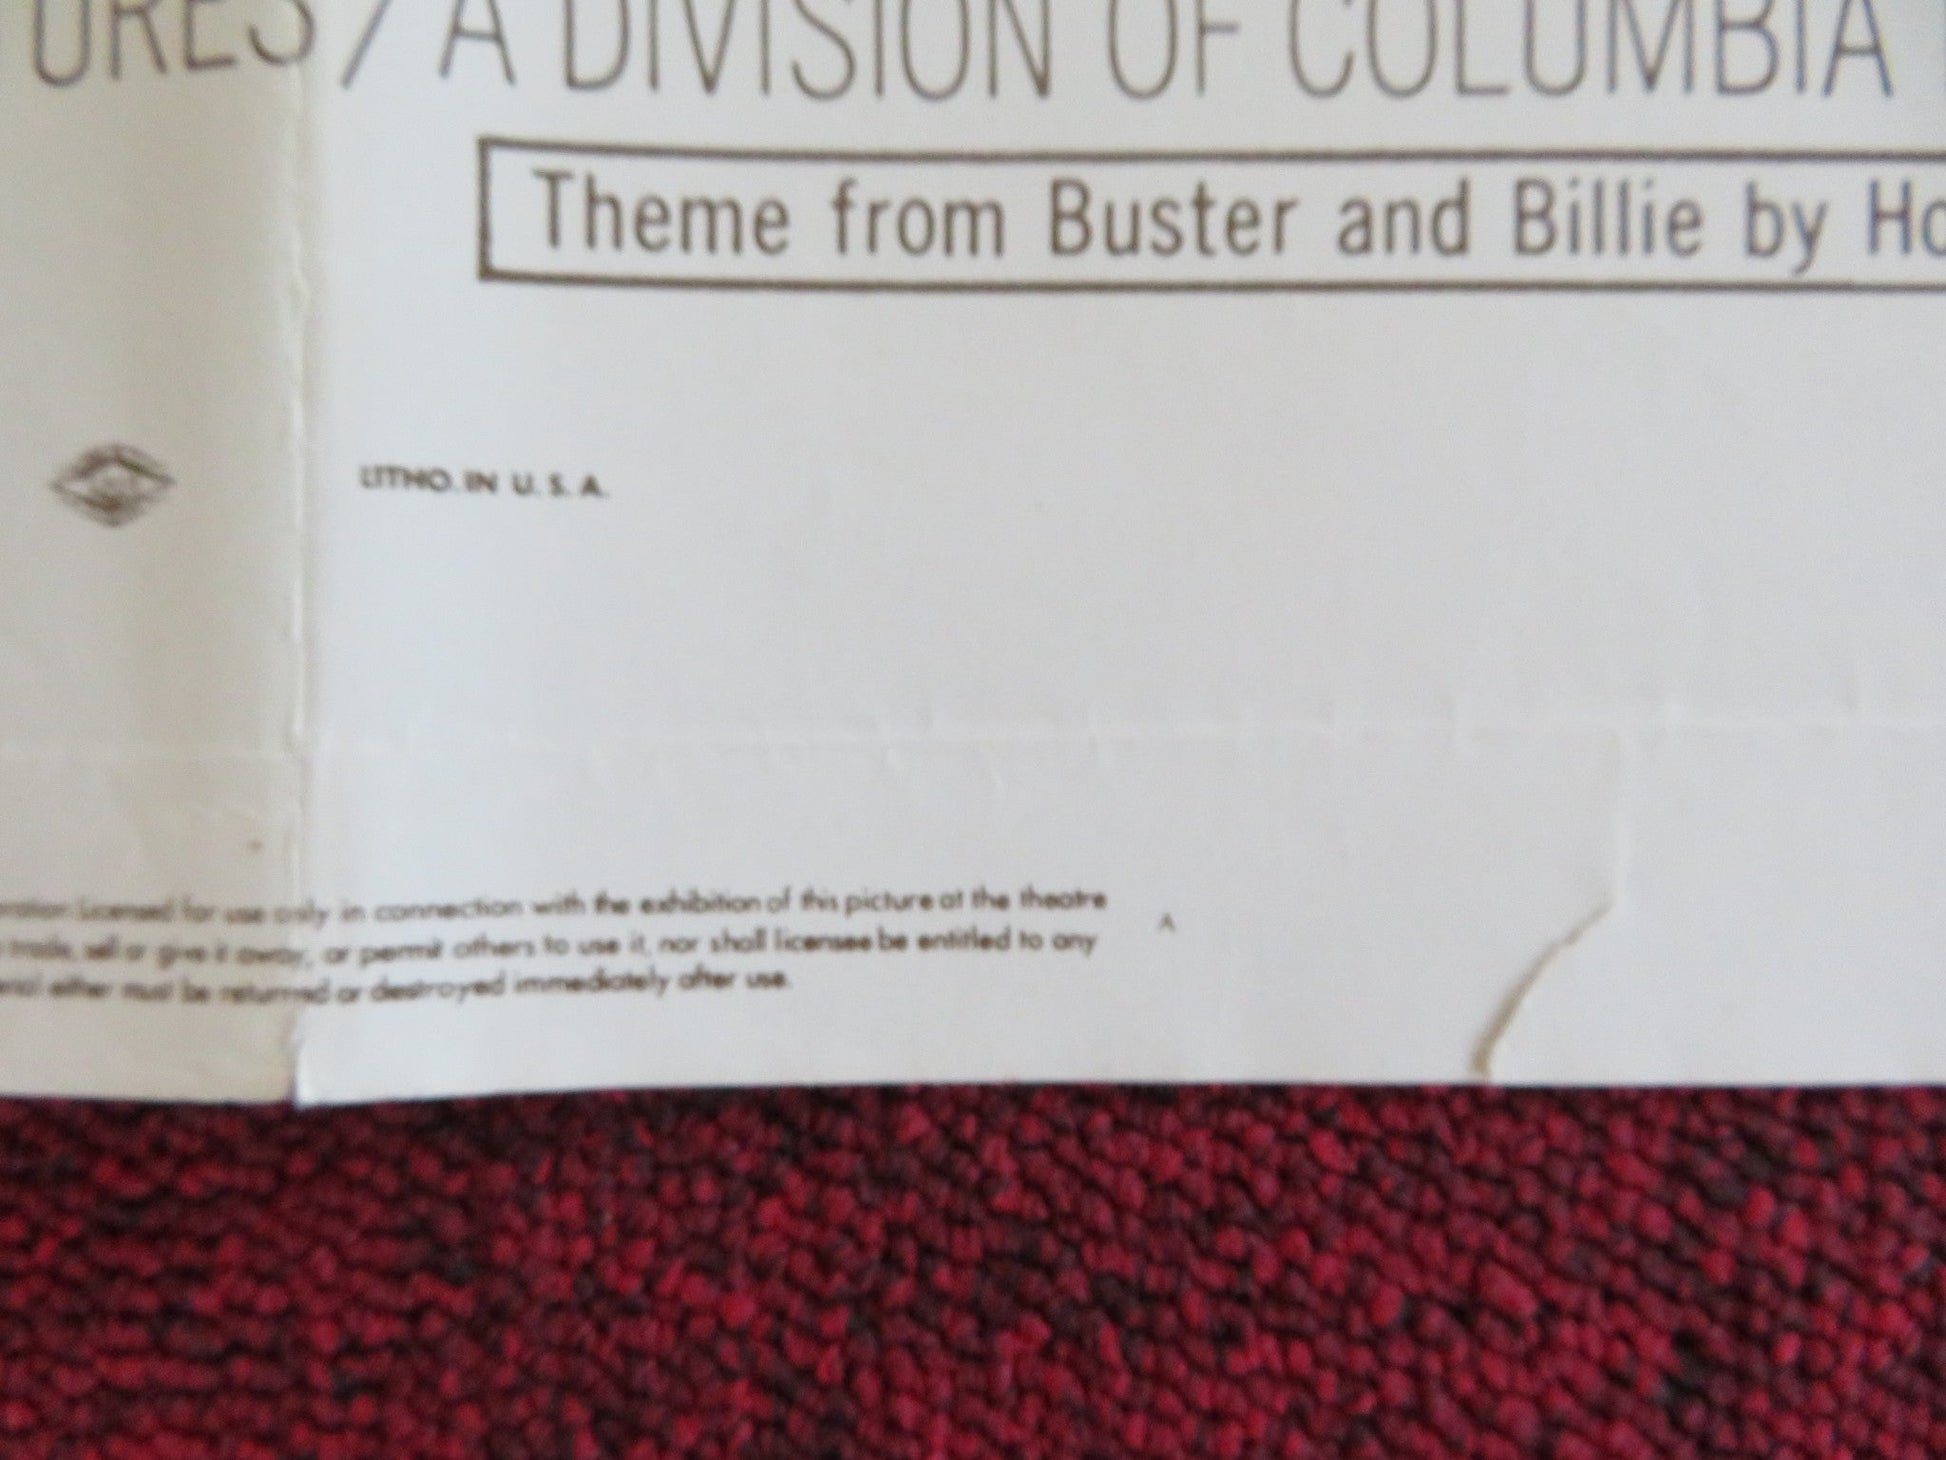 URES / A DIVISION OF COLUMBIA
Theme from Buster and Billie by Ho
LITHO. IN U. S. A.
Licensed for use only in connection with the exhibition of this picture at the theatre
trade, sell or give it away, or permit others to use it, nor shall licensee be entitled to any
either must be returned or destroyed immediately after use.
A